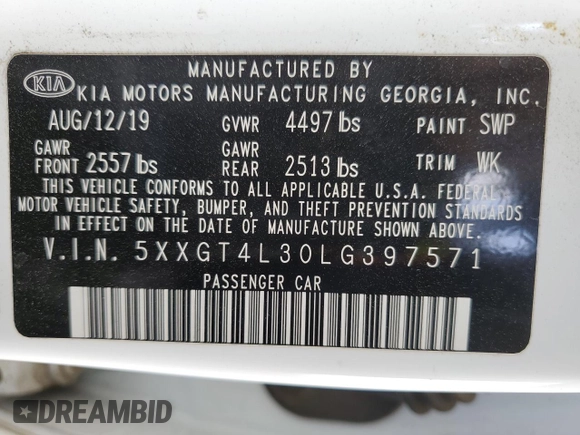 MANUFACTURED BY
KIA KIA MOTORS MANUFACTURING GEORGIA, INC.
AUG/12/19 GVWR 4497 lbs PAINT SWP
GAWR FRONT 2557 lbs GAWR REAR 2513 lbs TRIM WK
THIS VEHICLE CONFORMS TO ALL APPLICABLE U.S.A. FEDERAL
MOTOR VEHICLE SAFETY, BUMPER, AND THEFT PREVENTION STANDARDS
IN EFFECT ON THE DATE OF MANUFACTURE SHOWN ABOVE.
V.I.N. 5XXGT4L30LG397571
PASSENGER CAR
DREAMBID